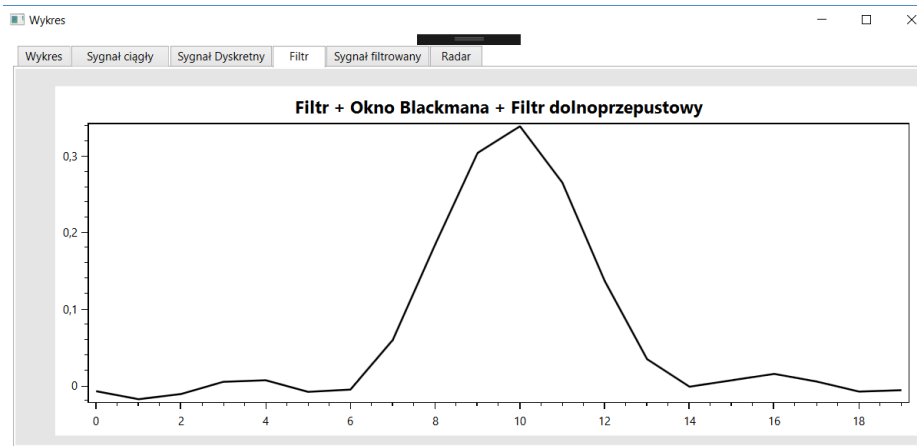 Wykres
Wykres Sygnał ciągły Sygnał Dyskretny Filtr Sygnał filtrowany Radar
Filtr + Okno Blackmana + Filtr dolnoprzepustowy
0,3
0,2
0,1
0
0 2 4 6 8 10 12 14 16 18